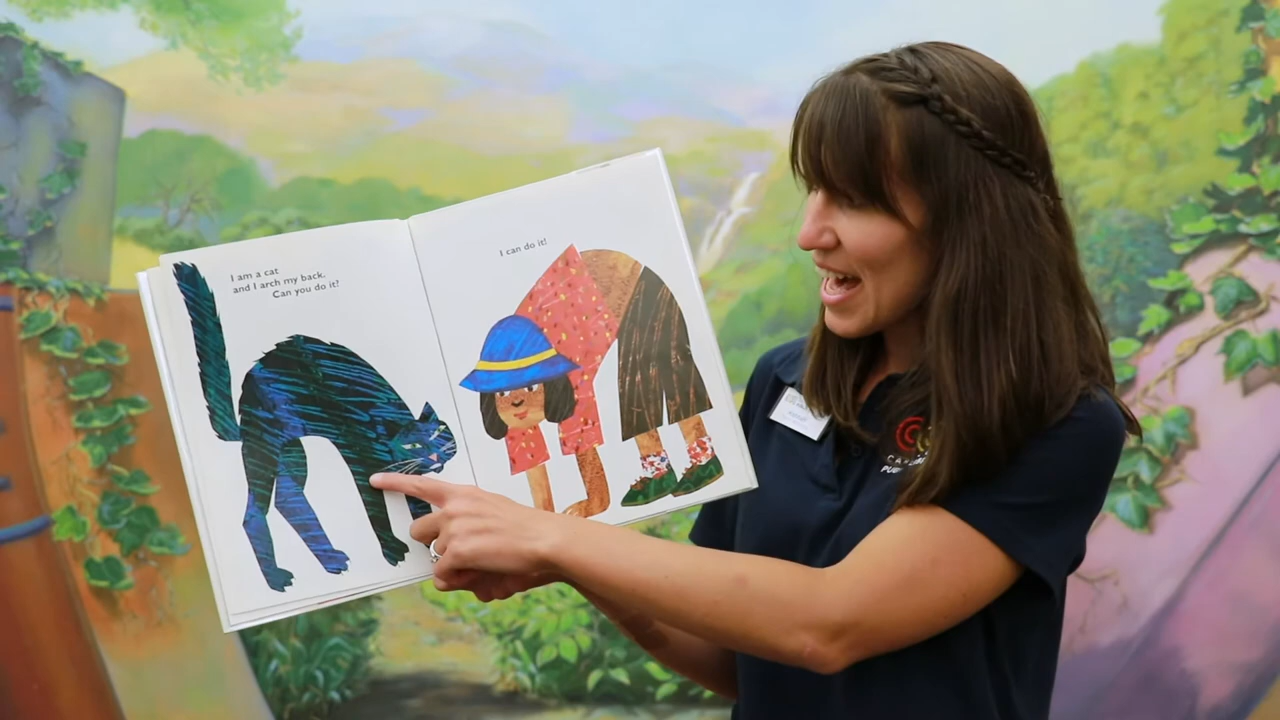 I am a cat
and I arch my back.
Can you do it?
I can do it!